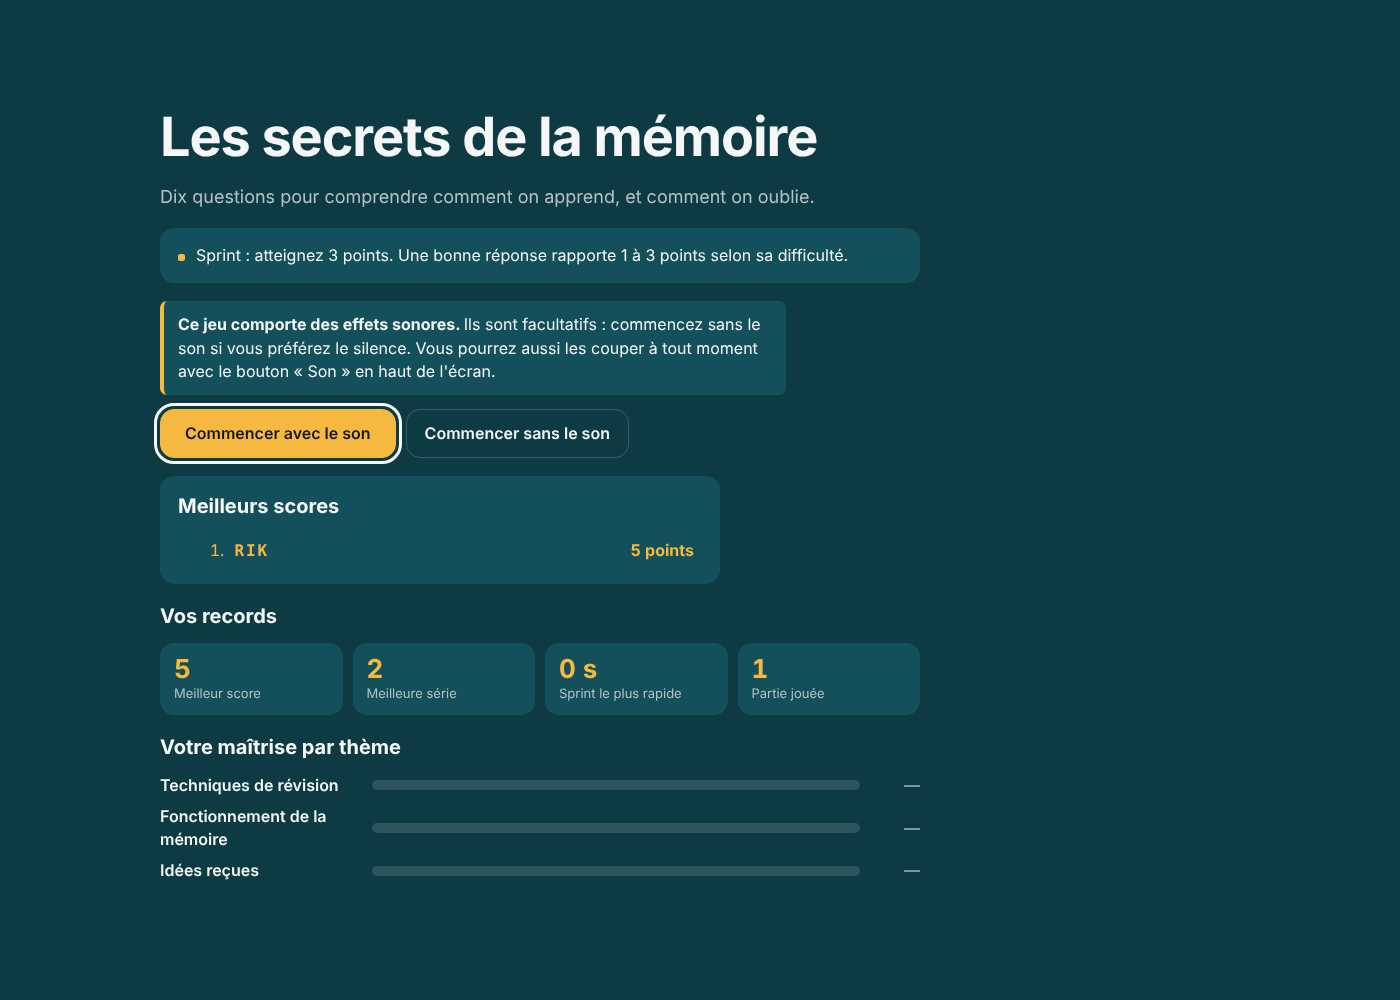 Les secrets de la mémoire
Dix questions pour comprendre comment on apprend, et comment on oublie.
Sprint : atteignez 3 points. Une bonne réponse rapporte 1 à 3 points selon sa difficulté.
Ce jeu comporte des effets sonores. Ils sont facultatifs : commencez sans le
son si vous préférez le silence. Vous pourrez aussi les couper à tout moment
avec le bouton « Son » en haut de l'écran.
Commencer avec le son
Commencer sans le son
Meilleurs scores
1. RIK 5 points
Vos records
5
Meilleur score
2
Meilleure série
0 s
Sprint le plus rapide
1
Partie jouée
Votre maîtrise par thème
Techniques de révision —
Fonctionnement de la
mémoire —
Idées reçues —